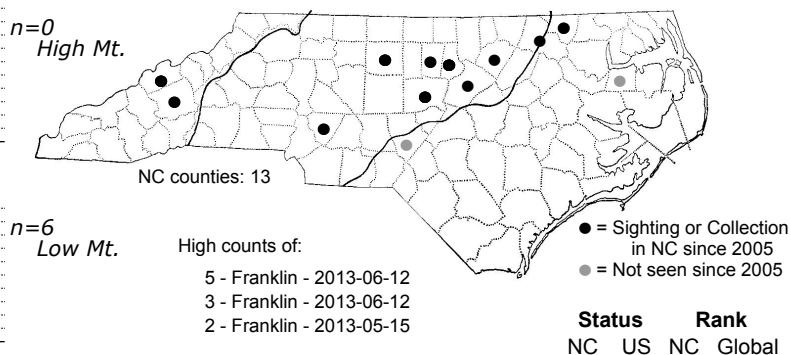 n=0
High Mt.
NC counties: 13
n=6
Low Mt.
High counts of:
5 - Franklin - 2013-06-12
3 - Franklin - 2013-06-12
2 - Franklin - 2013-05-15
● = Sighting or Collection
in NC since 2005
● = Not seen since 2005
Status Rank
NC US NC Global